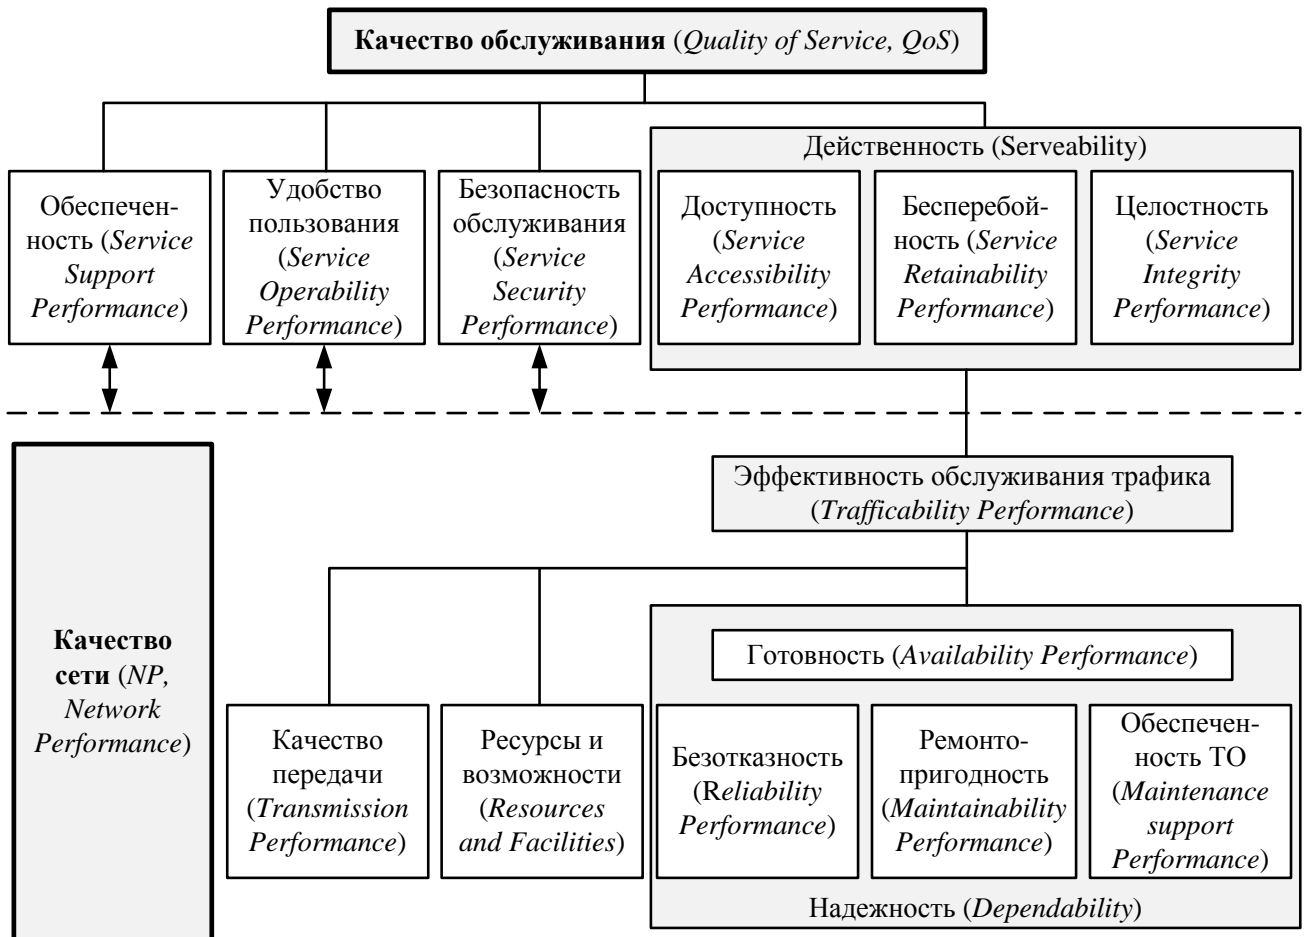 Качество обслуживания (Quality of Service, QoS)
Действенность (Serveability)
Обеспечен-
ность (Service
Support
Performance)
Удобство
пользования
(Service
Operability
Performance)
Безопасность
обслуживания
(Service
Security
Performance)
Доступность
(Service
Accessibility
Performance)
Бесперебой-
ность (Service
Retainability
Performance)
Целостность
(Service
Integrity
Performance)
Эффективность обслуживания трафика
(Trafficability Performance)
Качество
сети (NP,
Network
Performance)
Готовность (Availability Performance)
Качество
передачи
(Transmission
Performance)
Ресурсы и
возможности
(Resources
and Facilities)
Безотказность
(Reliability
Performance)
Ремонто-
пригодность
(Maintainability
Performance)
Обеспечен-
ность ТО
(Maintenance
support
Performance)
Надежность (Dependability)